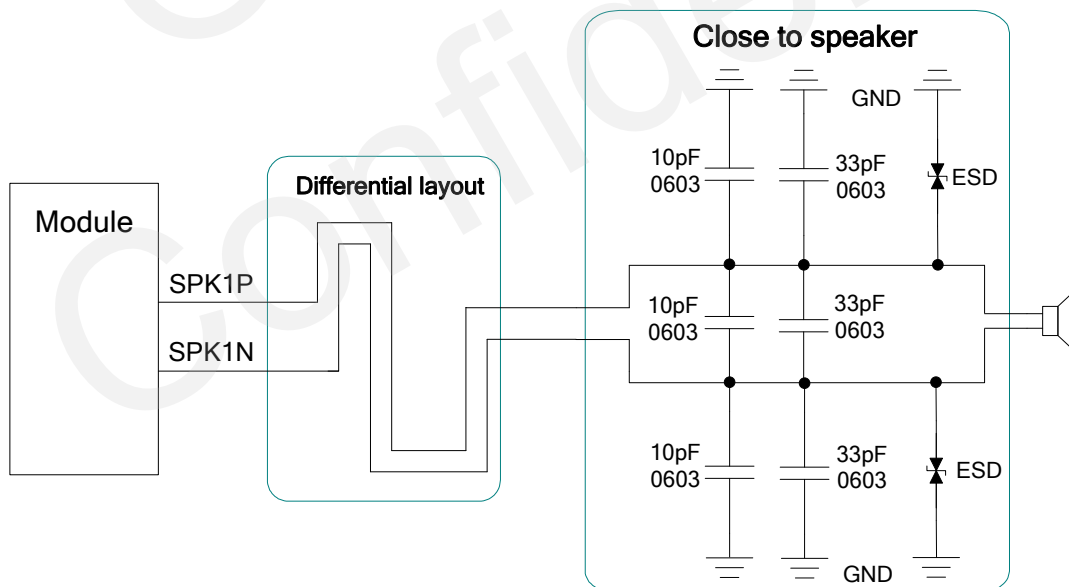 Close to speaker
GND
10pF
0603
33pF
0603
ESD
Differential layout
Module
SPK1P
SPK1N
10pF
0603
33pF
0603
10pF
0603
33pF
0603
ESD
GND